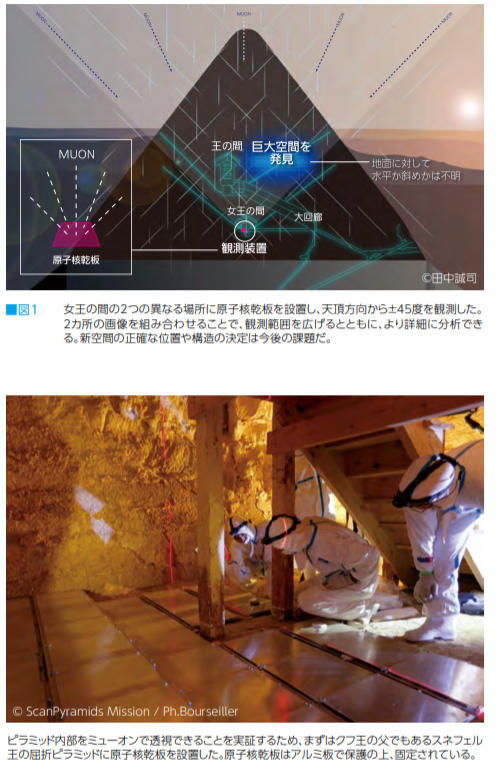 MUON
MUON
MUON
MUON
MUON
王の間
巨大空間を
発見
地面に対して
水平か斜めかは不明
MUON
女王の間
大回廊
観測装置
原子核乾板
©田中誠司
■図1 女王の間の2つの異なる場所に原子核乾板を設置し、天頂方向から±45度を観測した。
2カ所の画像を組み合わせることで、観測範囲を広げるとともに、より詳細に分析でき
る。新空間の正確な位置や構造の決定は今後の課題だ。
© ScanPyramids Mission / Ph.Bourseiller
ピラミッド内部をミューオンで透視できることを実証するため、まずはクフ王の父でもあるスネフェル
王の屈折ピラミッドに原子核乾板を設置した。原子核乾板はアルミ板で保護の上、固定されている。